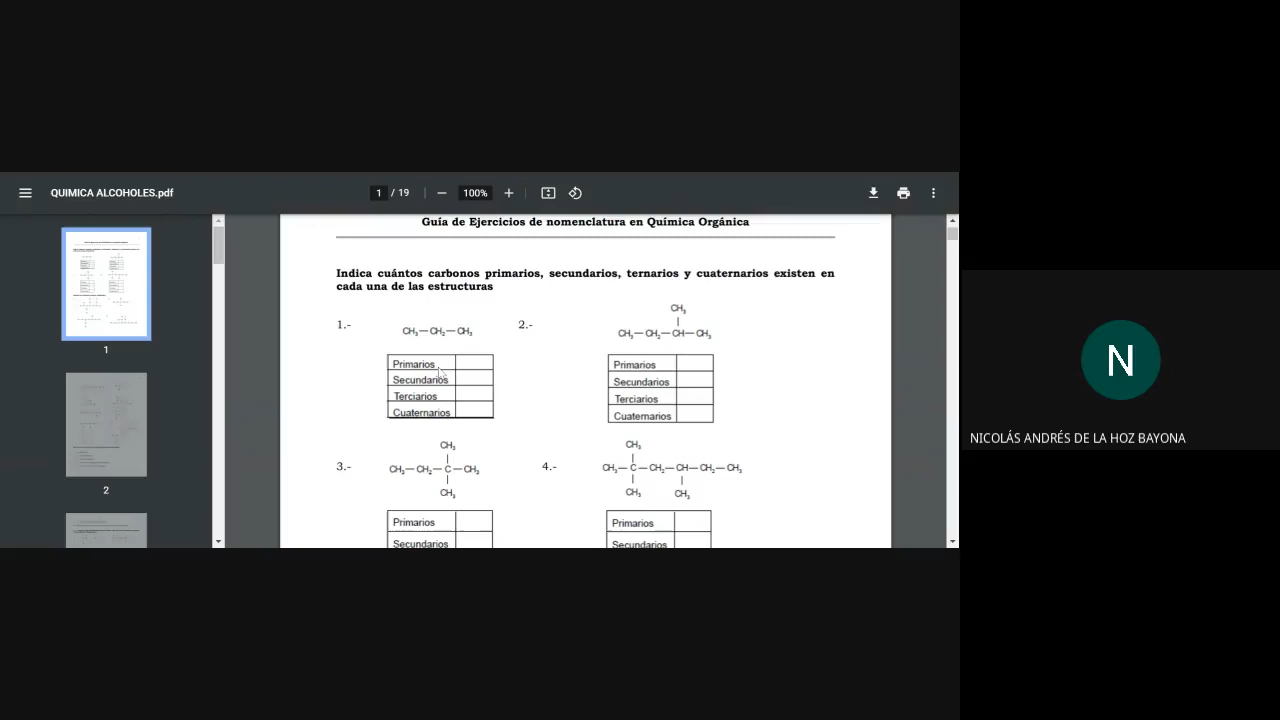 QUIMICA ALCOHOLES.pdf
1 / 19
100%
Guía de Ejercicios de nomenclatura en Química Orgánica
Indica cuántos carbonos primarios, secundarios, ternarios y cuaternarios existen en
cada una de las estructuras
1.-
CH₃—CH₂—CH₃
2.-
CH₃
CH₃—CH₂—CH—CH₃
Primarios
Secundarios
Terciarios
Cuaternarios
Primarios
Secundarios
Terciarios
Cuaternarios
3.-
CH₃
CH₃—CH₂—C—CH₃
CH₃
4.-
CH₃
CH₃—C—CH₂—CH—CH₂—CH₃
CH₃ CH₃
Primarios
Secundarios
Primarios
Secundarios
1
2
N
NICOLÁS ANDRÉS DE LA HOZ BAYONA